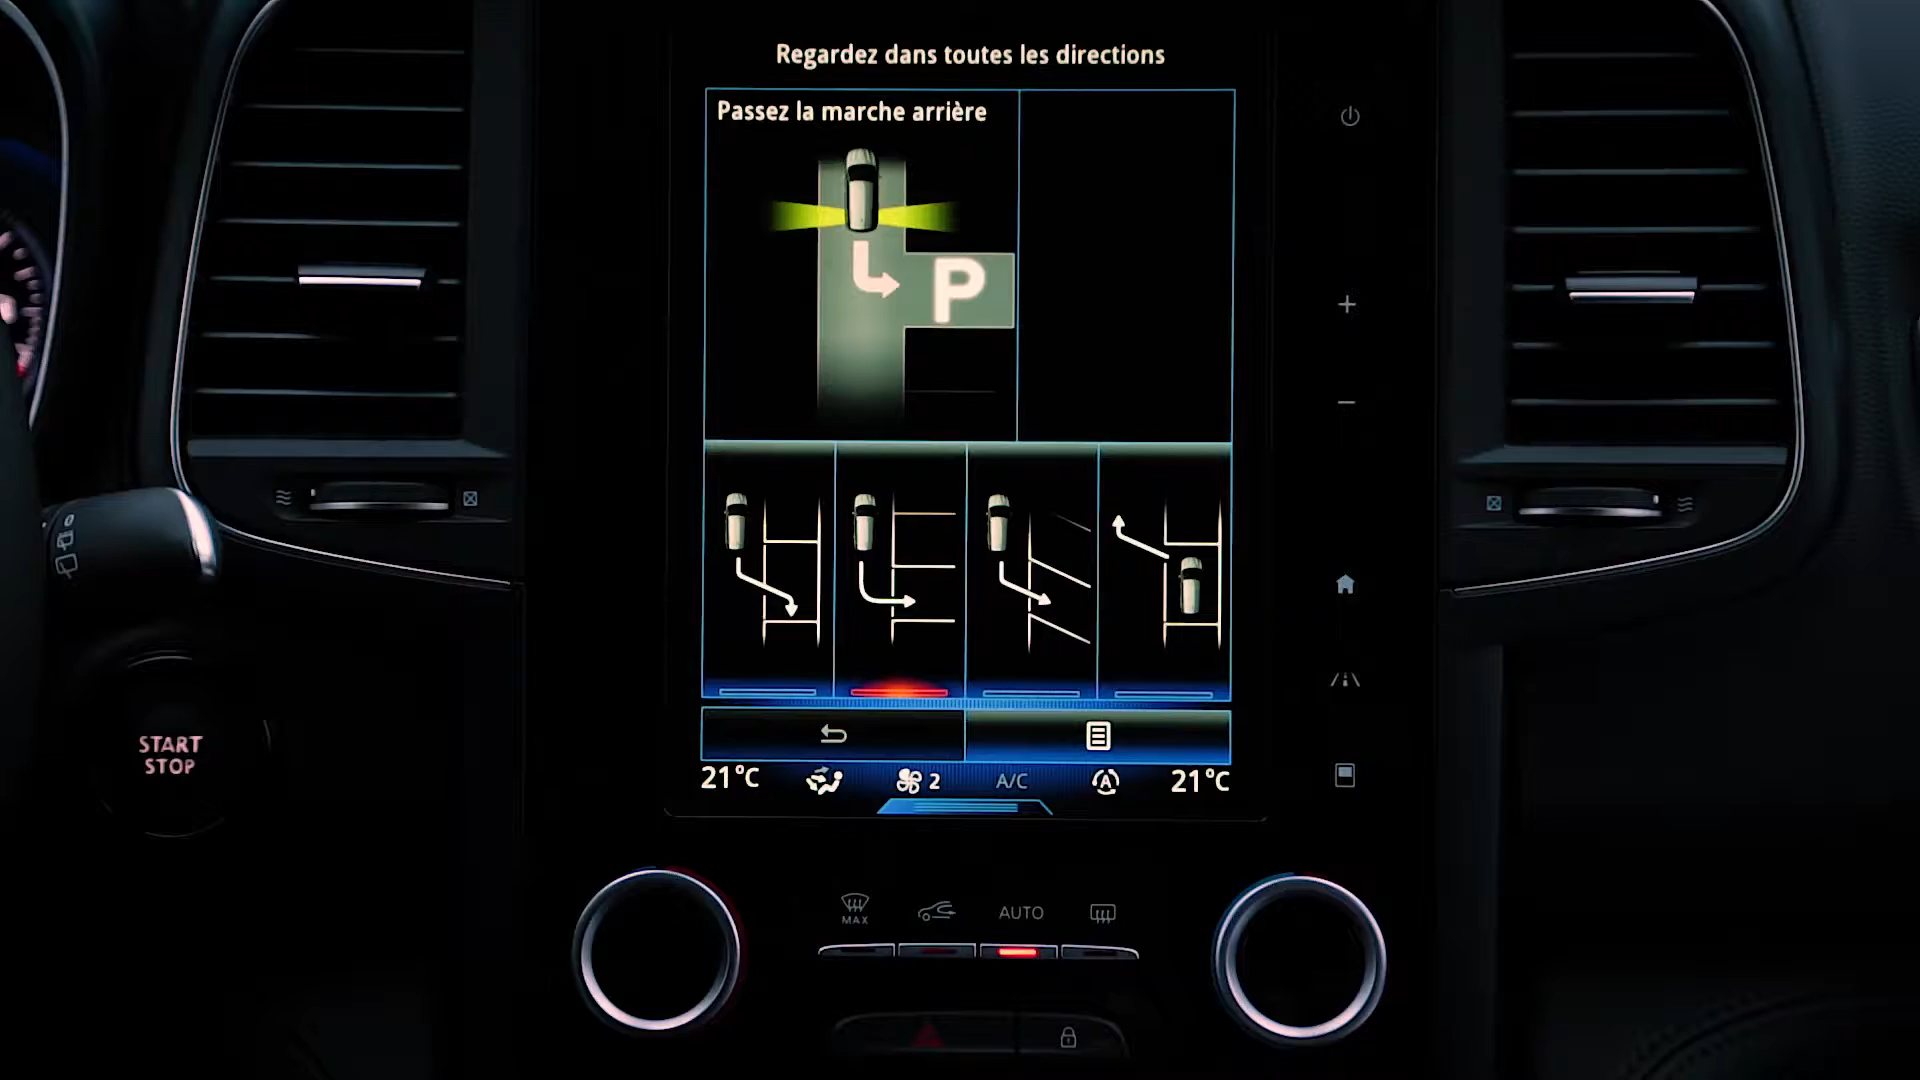 Regardez dans toutes les directions
Passez la marche arrière
P
START
STOP
21°C
2
A/C
A
21°C
MAX
AUTO